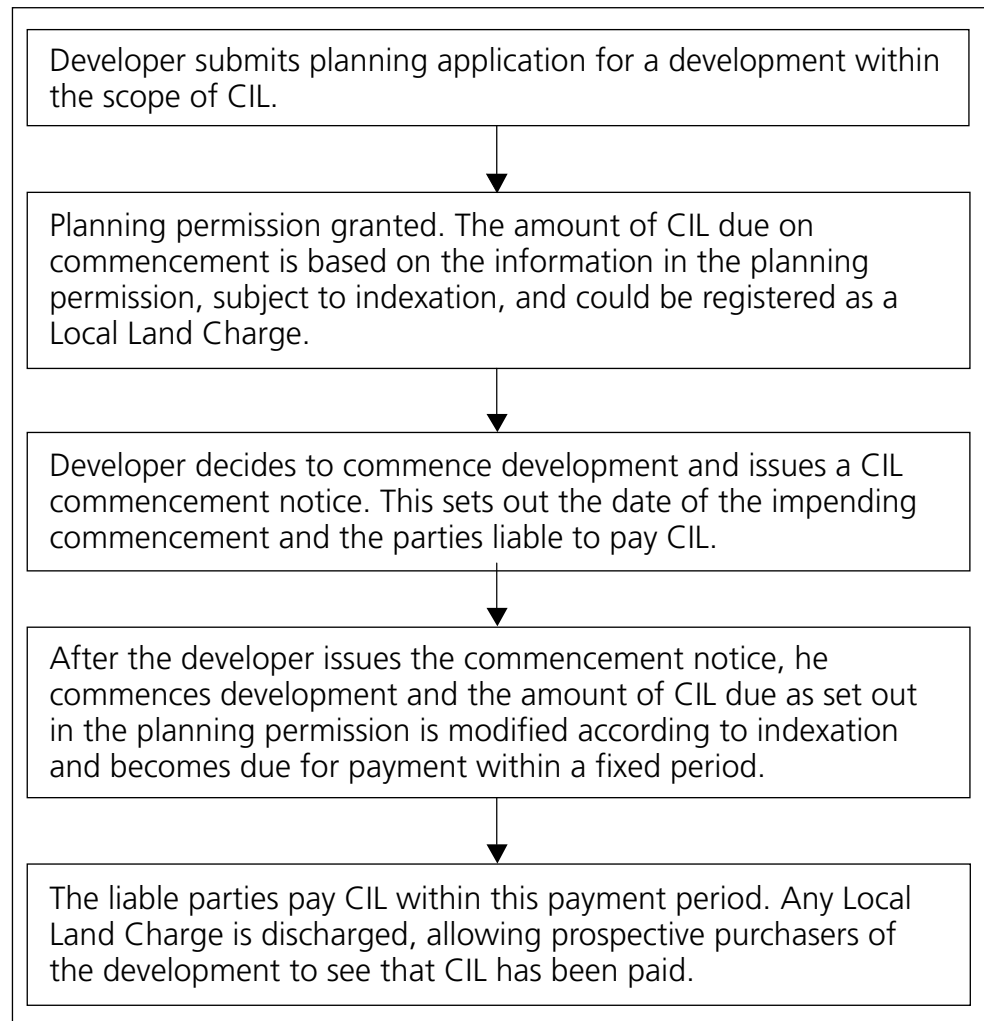 Developer submits planning application for a development within
the scope of CIL.
Planning permission granted. The amount of CIL due on
commencement is based on the information in the planning
permission, subject to indexation, and could be registered as a
Local Land Charge.
Developer decides to commence development and issues a CIL
commencement notice. This sets out the date of the impending
commencement and the parties liable to pay CIL.
After the developer issues the commencement notice, he
commences development and the amount of CIL due as set out
in the planning permission is modified according to indexation
and becomes due for payment within a fixed period.
The liable parties pay CIL within this payment period. Any Local
Land Charge is discharged, allowing prospective purchasers of
the development to see that CIL has been paid.